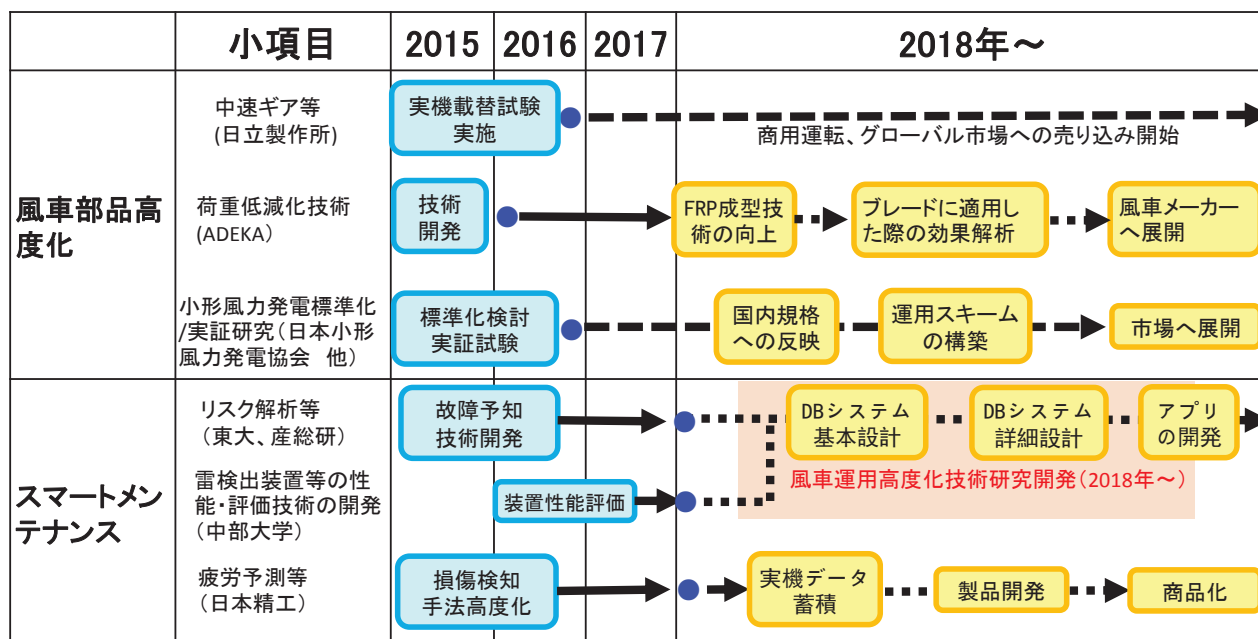 小項目
2015
2016
2017
2018年～
風車部品高
度化
中速ギア等
(日立製作所)
実機載替試験
実施
商用運転、グローバル市場への売り込み開始
荷重低減化技術
(ADEKA）
技術
開発
FRP成型技
術の向上
ブレードに適用し
た際の効果解析
風車メーカー
へ展開
小形風力発電標準化
/実証研究（日本小形
風力発電協会　他）
標準化検討
実証試験
国内規格
への反映
運用スキーム
の構築
市場へ展開
スマートメン
テナンス
リスク解析等
（東大、産総研）
故障予知
技術開発
DBシステム
基本設計
DBシステム
詳細設計
アプリ
の開発
風車運用高度化技術研究開発（2018年～）
雷検出装置等の性
能・評価技術の開発
（中部大学）
装置性能評価
疲労予測等
（日本精工）
損傷検知
手法高度化
実機データ
蓄積
製品開発
商品化